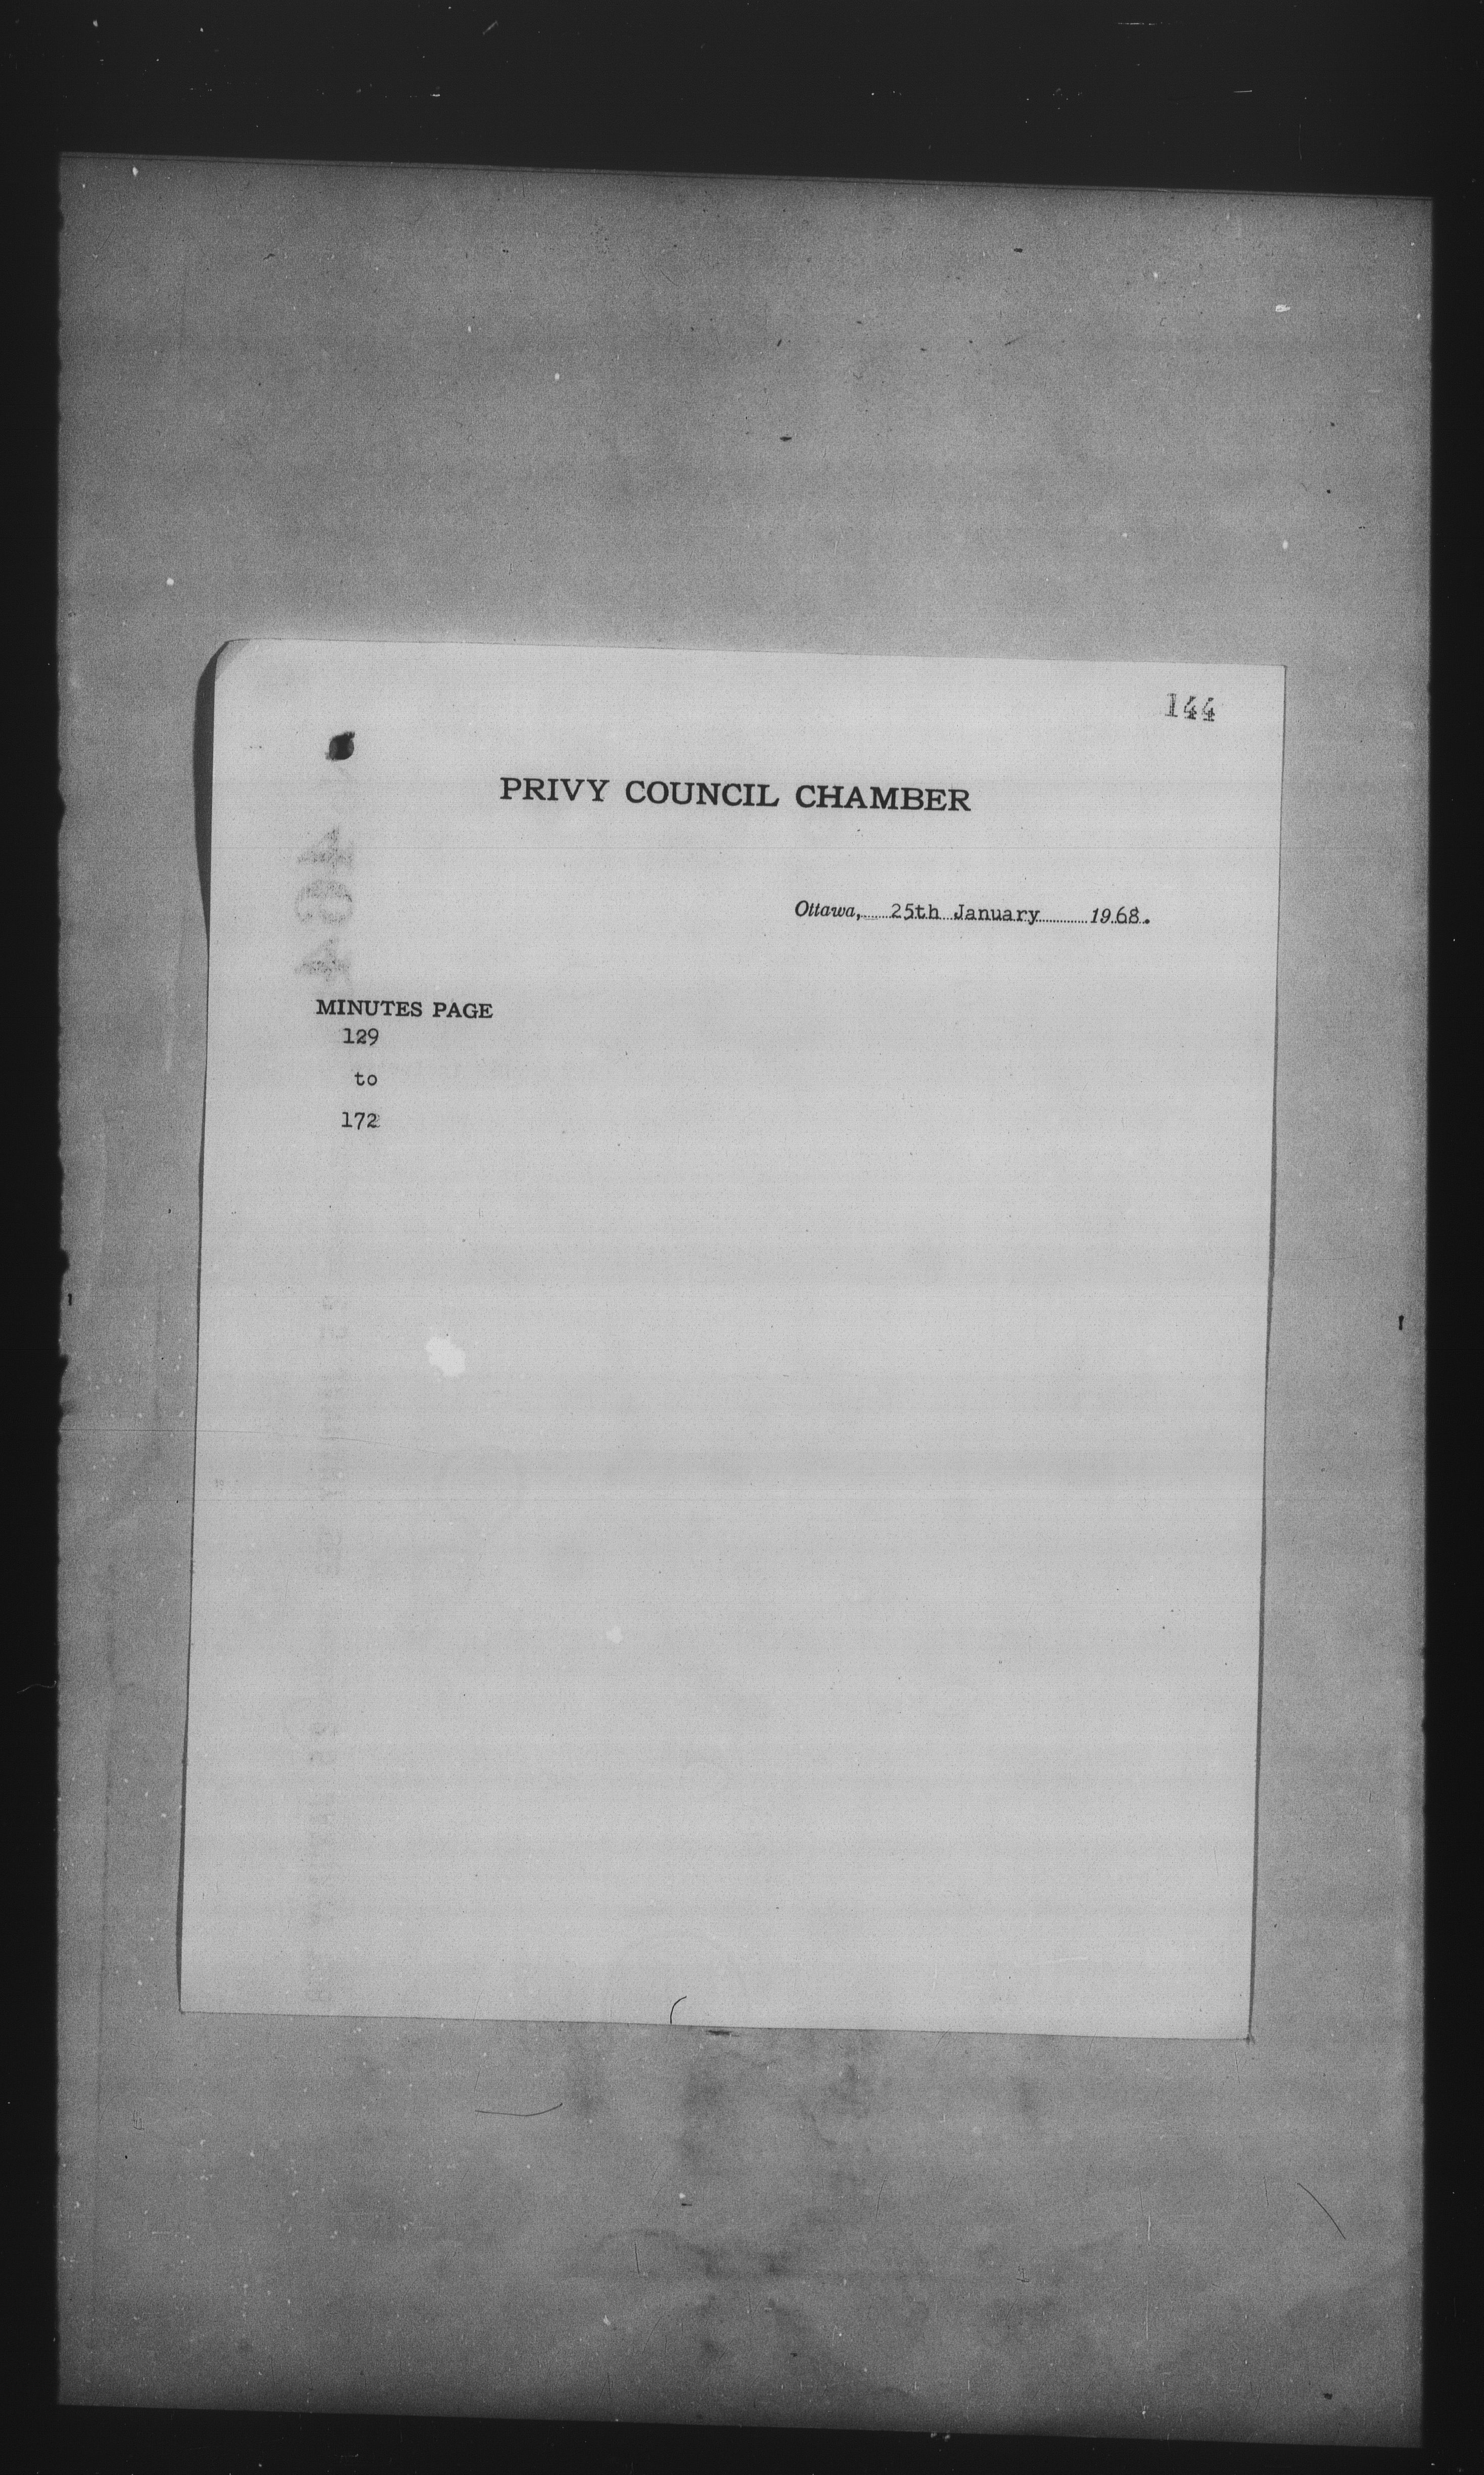 144
PRIVY COUNCIL CHAMBER
Ottawa, 25th January 1968.
MINUTES PAGE
129
to
172